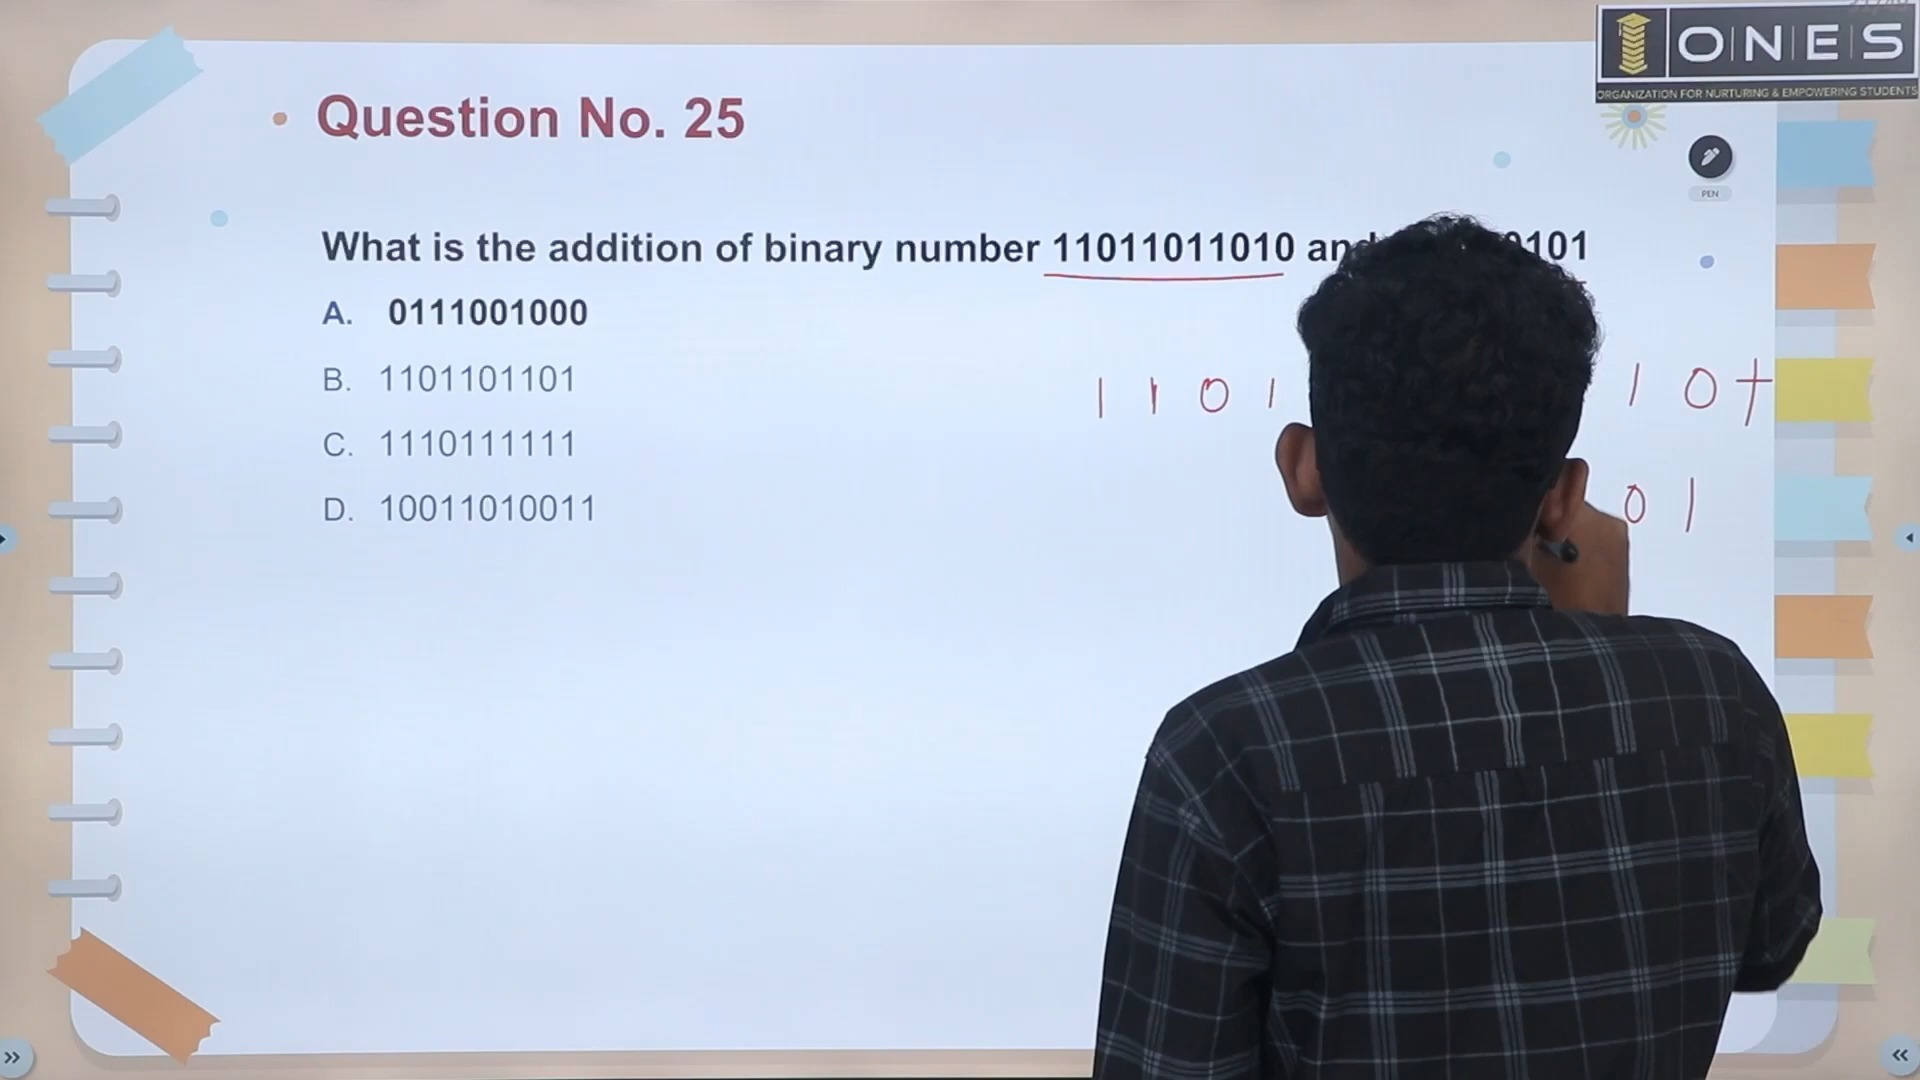 ONES
ORGANIZATION FOR NURTURING & EMPOWERING STUDENTS
Question No. 25
PEN
What is the addition of binary number 11011011010 and 0101
A. 0111001000
B. 1101101101
C. 1110111111
D. 10011010011
1 1 0 1 1 0 +
0 1